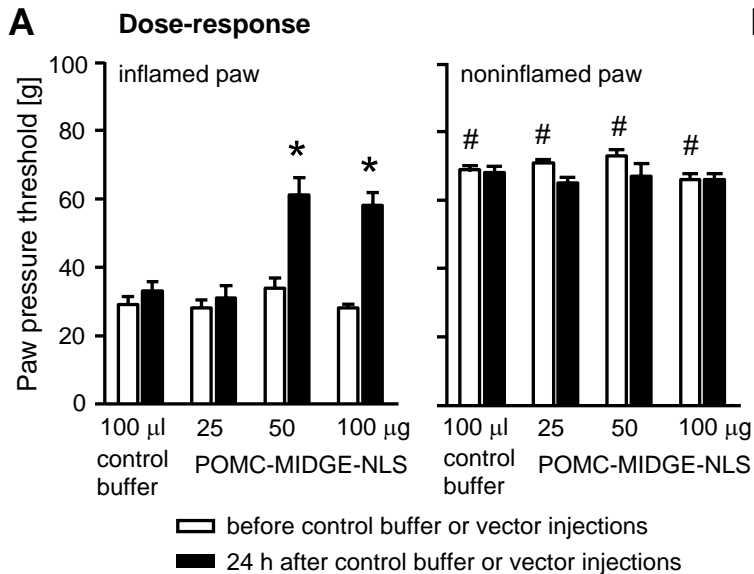 A Dose-response
inflamed paw
noninflamed paw
Paw pressure threshold [g]
100
80
60
40
20
0
* *
# # # #
100 μl 25 50 100 μg
control POMC-MIDGE-NLS
buffer
100 μl 25 50 100 μg
control POMC-MIDGE-NLS
buffer
before control buffer or vector injections
24 h after control buffer or vector injections